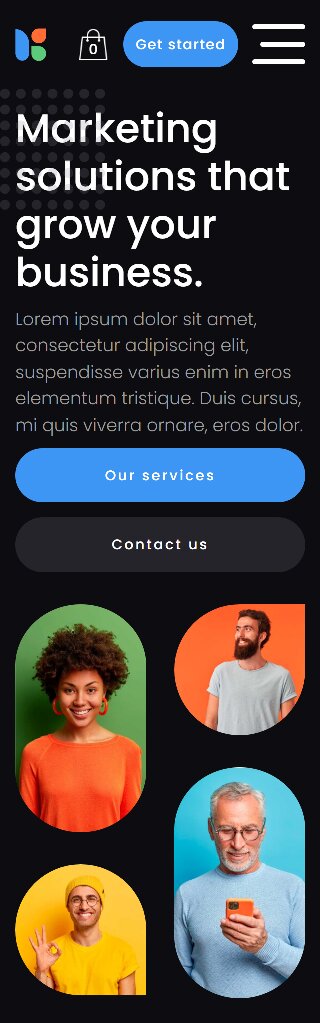 0
Get started
Marketing
solutions that
grow your
business.
Lorem ipsum dolor sit amet,
consectetur adipiscing elit,
suspendisse varius enim in eros
elementum tristique. Duis cursus,
mi quis viverra ornare, eros dolor.
Our services
Contact us